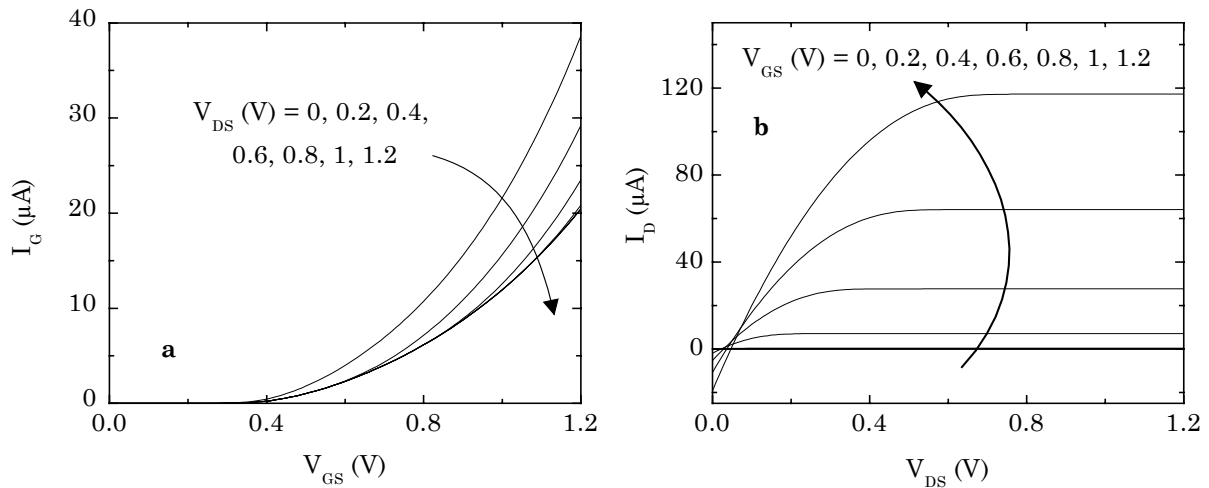 40
30
20
10
0
I_G (μA)
V_DS (V) = 0, 0.2, 0.4,
0.6, 0.8, 1, 1.2
a
0.0 0.4 0.8 1.2
V_GS (V)
120
80
40
0
I_D (μA)
V_GS (V) = 0, 0.2, 0.4, 0.6, 0.8, 1, 1.2
b
0.0 0.4 0.8 1.2
V_DS (V)